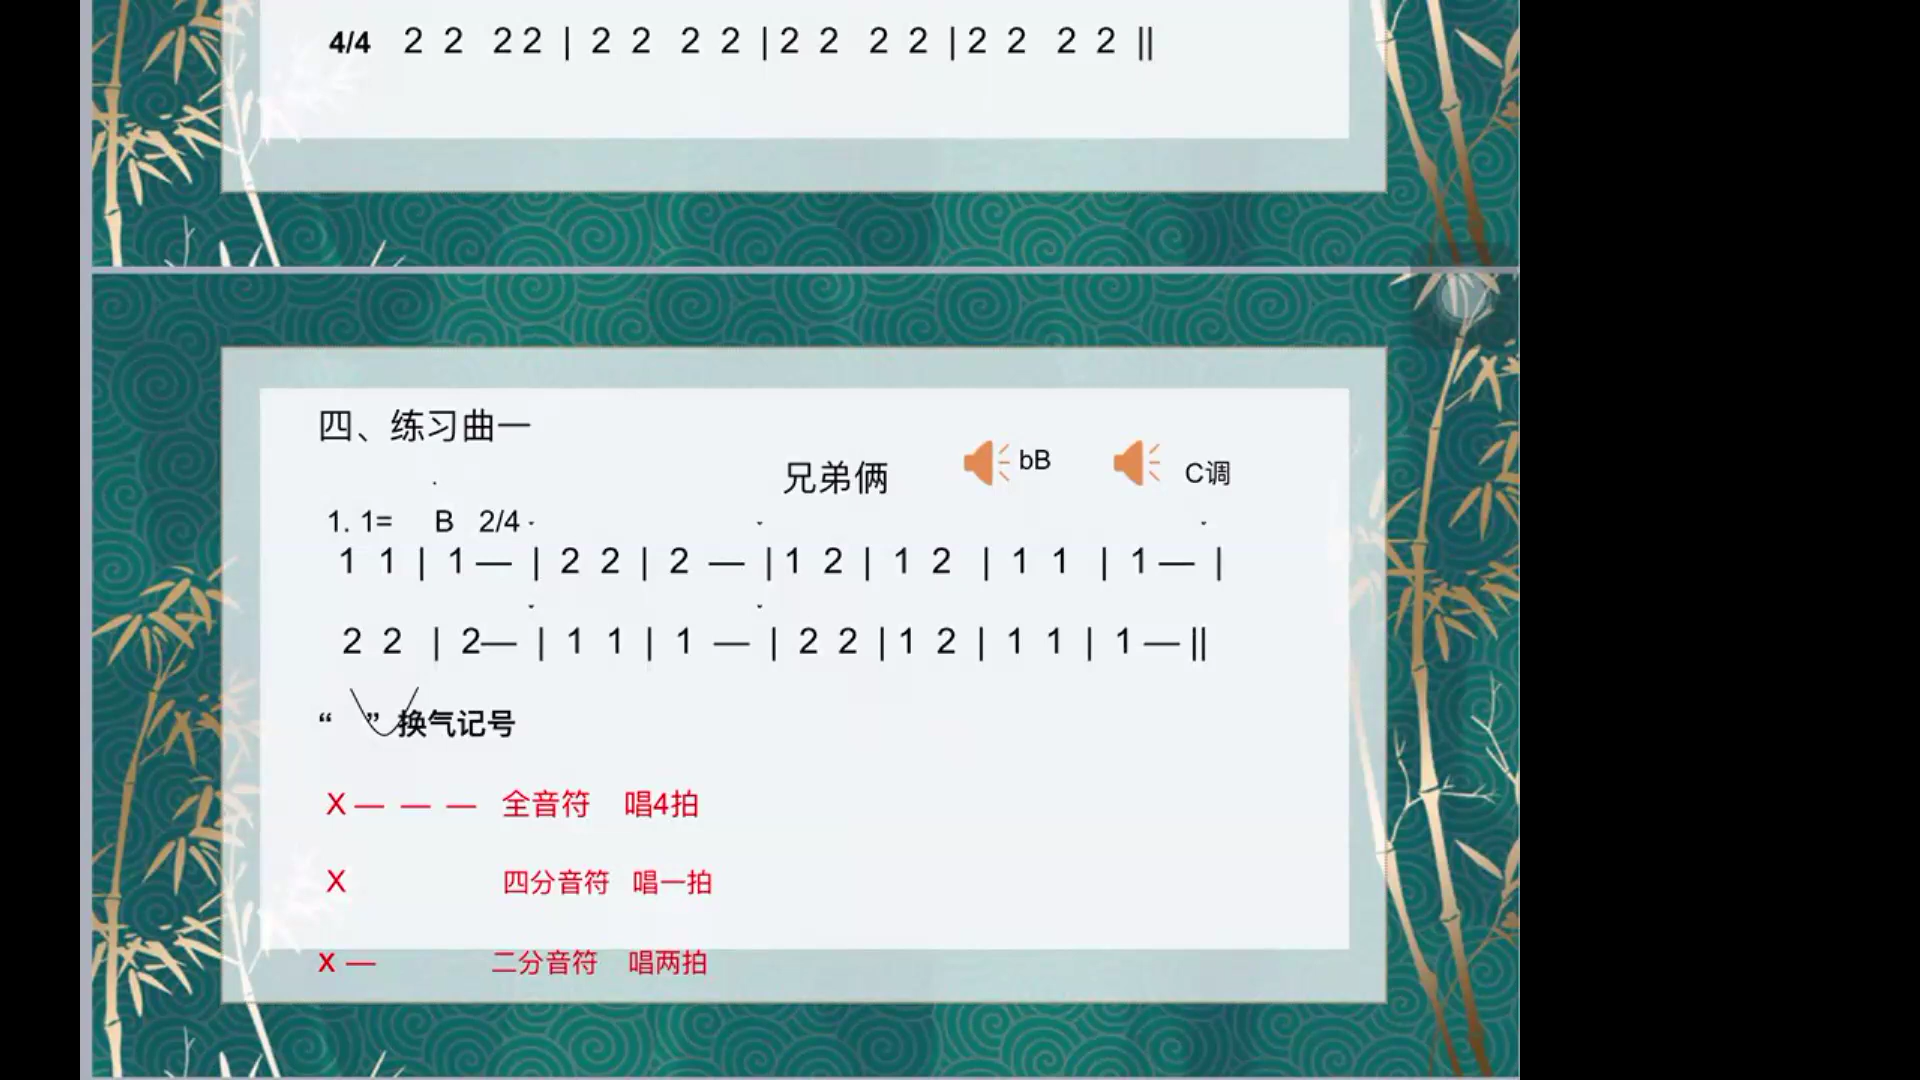 4/4 2 2 2 2 | 2 2 2 2 | 2 2 2 2 | 2 2 2 2 ||
四、练习曲一
兄弟俩 bB C调
1. 1= B 2/4
1 1 | 1 — | 2 2 | 2 — | 1 2 | 1 2 | 1 1 | 1 — |
2 2 | 2 — | 1 1 | 1 — | 2 2 | 1 2 | 1 1 | 1 — ||
“ ” 换气记号
X — — — 全音符 唱4拍
X 四分音符 唱一拍
X — 二分音符 唱两拍